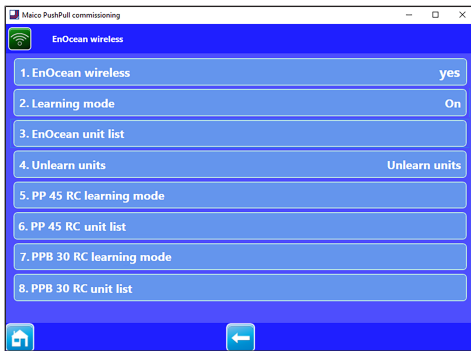 Maico PushPull commissioning
EnOcean wireless
1. EnOcean wireless yes
2. Learning mode On
3. EnOcean unit list
4. Unlearn units Unlearn units
5. PP 45 RC learning mode
6. PP 45 RC unit list
7. PPB 30 RC learning mode
8. PPB 30 RC unit list